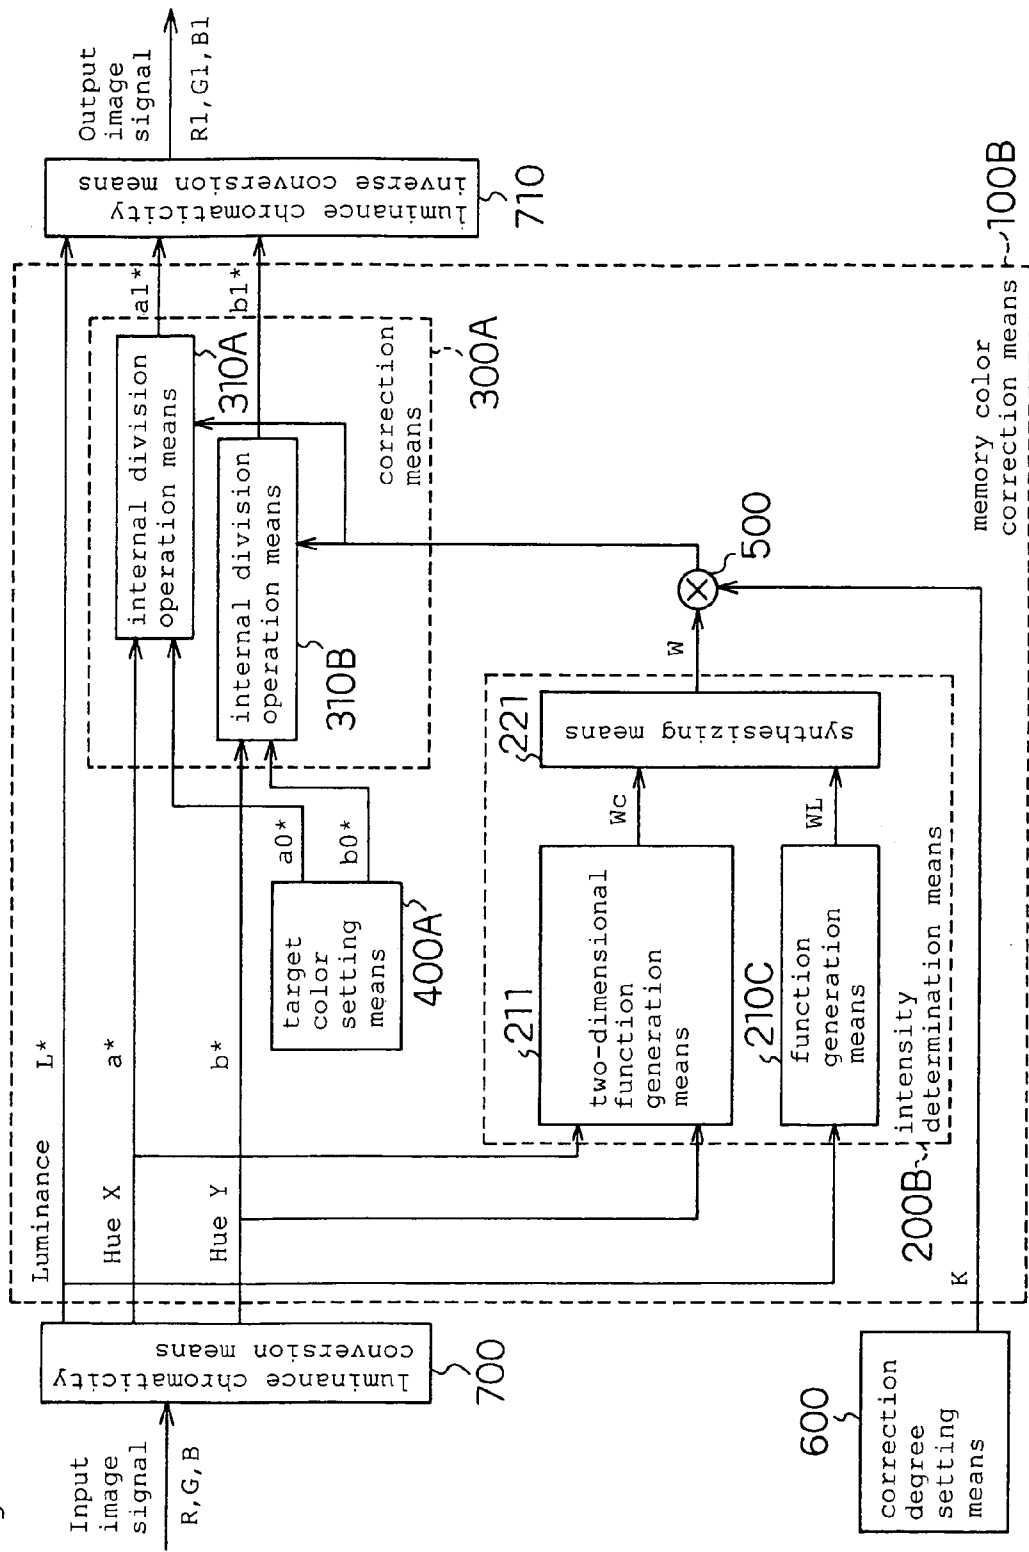 Input
image
signal
R,G,B
luminance chromaticity
conversion means
700
Luminance
L*
Hue X
a*
Hue Y
b*
target
color
setting
means
400A
a0*
b0*
internal division
operation means
310A
internal division
operation means
310B
correction
means
300A
a1*
b1*
luminance chromaticity
inverse conversion means
710
Output
image
signal
R1,G1,B1
211
two-dimensional
function
generation
means
210C
function
generation
means
intensity
determination means
200B
Wc
WL
221
synthesizing means
W
500
memory color
correction means
100B
K
600
correction
degree
setting
means